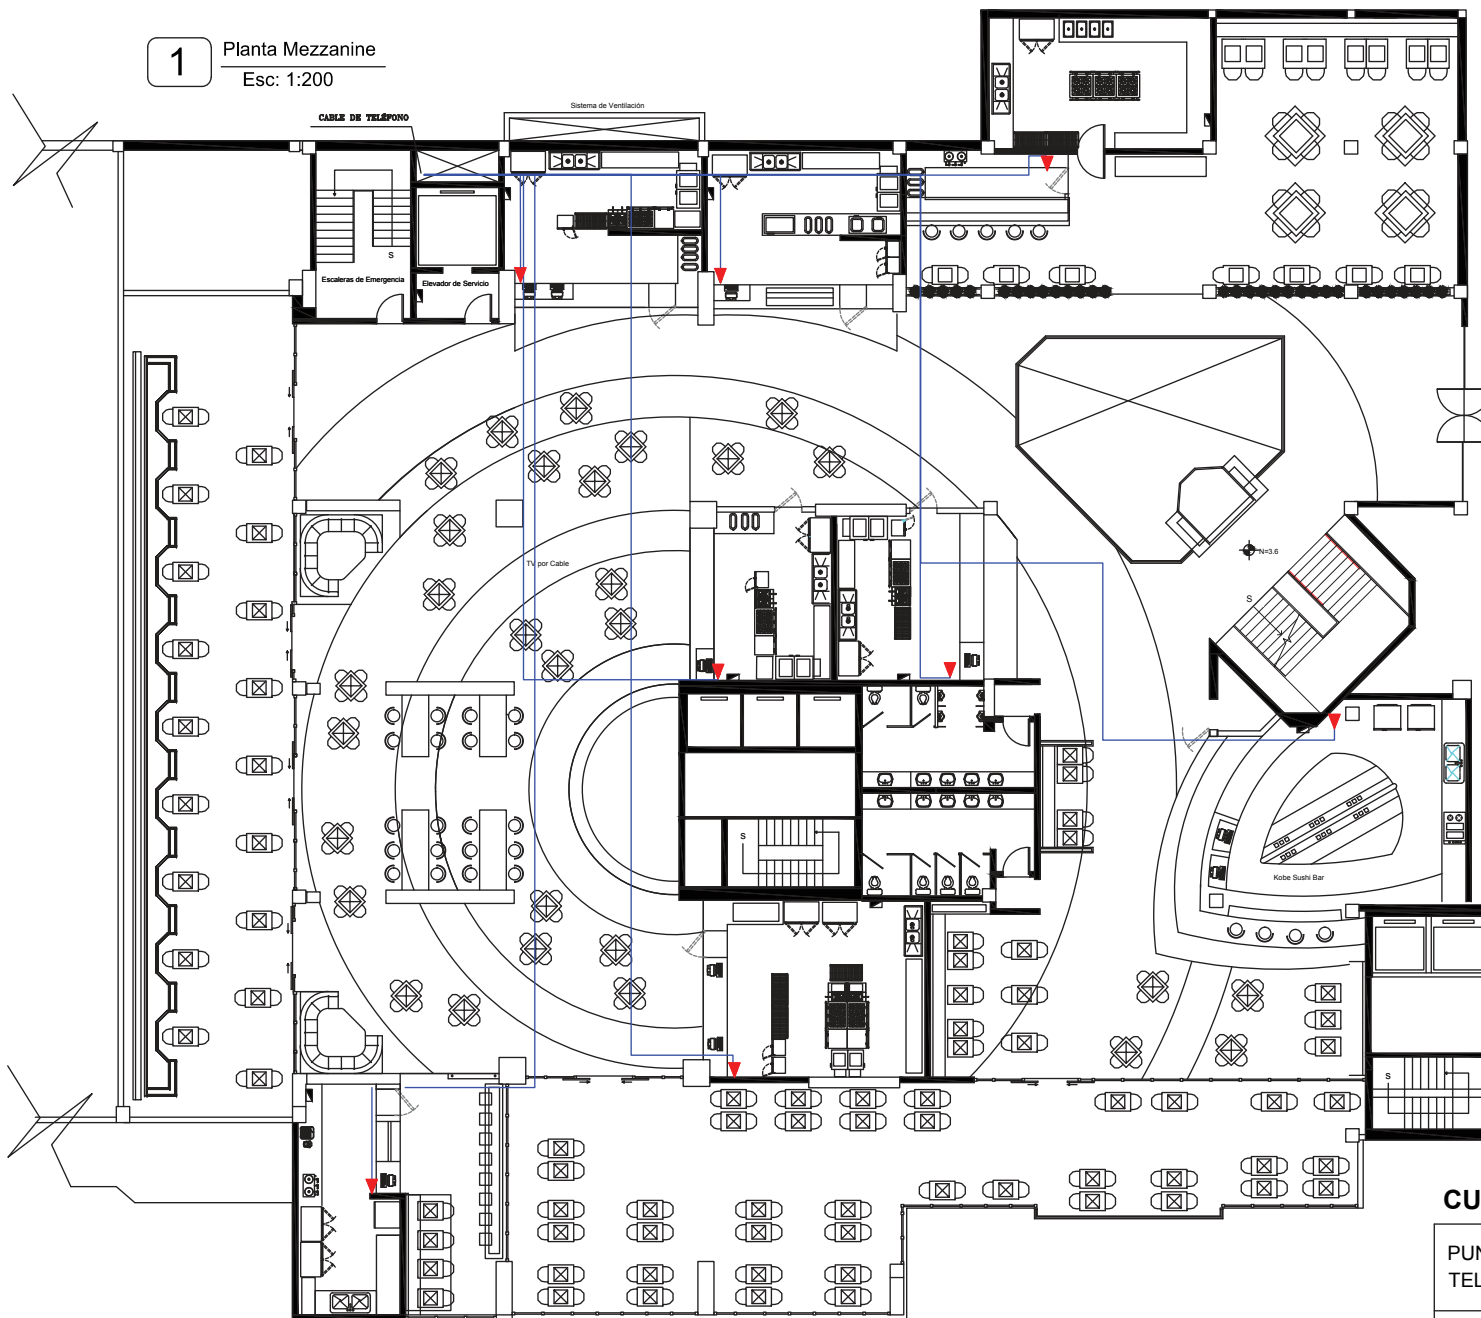 1
Planta Mezzanine
Esc: 1:200
CABLE DE TELÉFONO
Sistema de Ventilación
S
Escaleras de Emergencia
Elevador de Servicio
TV por Cable
N=3.6
S
S
Kobe Sushi Bar
S
CU
PUN
TEL